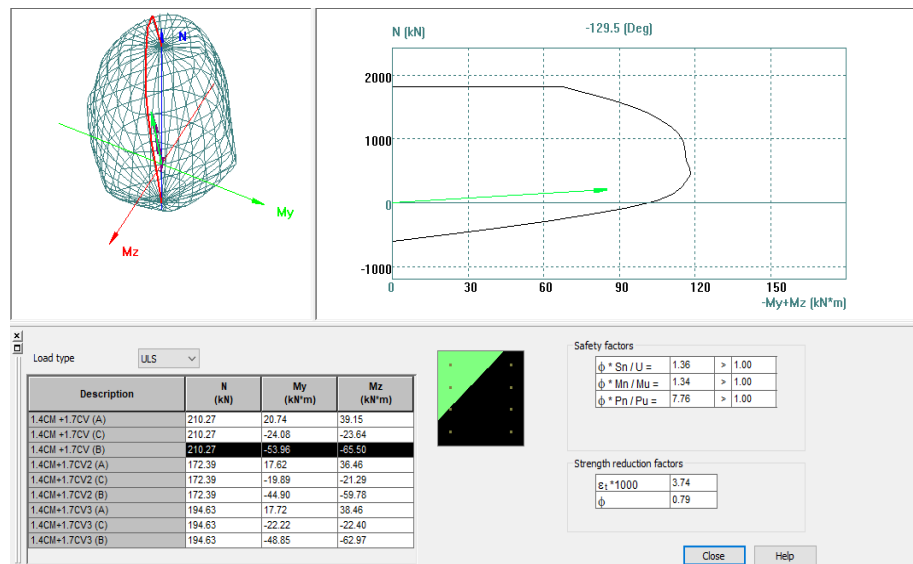 N
My
Mz
N (kN)
-129.5 (Deg)
2000
1000
0
-1000
0 30 60 90 120 150
-My+Mz (kN*m)
Load type ULS
Description N (kN) My (kN*m) Mz (kN*m)
1.4CM +1.7CV (A) 210.27 20.74 39.15
1.4CM +1.7CV (C) 210.27 -24.08 -23.64
1.4CM +1.7CV (B) 210.27 -53.96 -65.50
1.4CM+1.7CV2 (A) 172.39 17.62 36.46
1.4CM+1.7CV2 (C) 172.39 -19.89 -21.29
1.4CM+1.7CV2 (B) 172.39 -44.90 -59.78
1.4CM+1.7CV3 (A) 194.63 17.72 38.46
1.4CM+1.7CV3 (C) 194.63 -22.22 -22.40
1.4CM+1.7CV3 (B) 194.63 -48.85 -62.97
Safety factors
ϕ * Sn / U = 1.36 > 1.00
ϕ * Mn / Mu = 1.34 > 1.00
ϕ * Pn / Pu = 7.76 > 1.00
Strength reduction factors
εt *1000 3.74
ϕ 0.79
Close Help